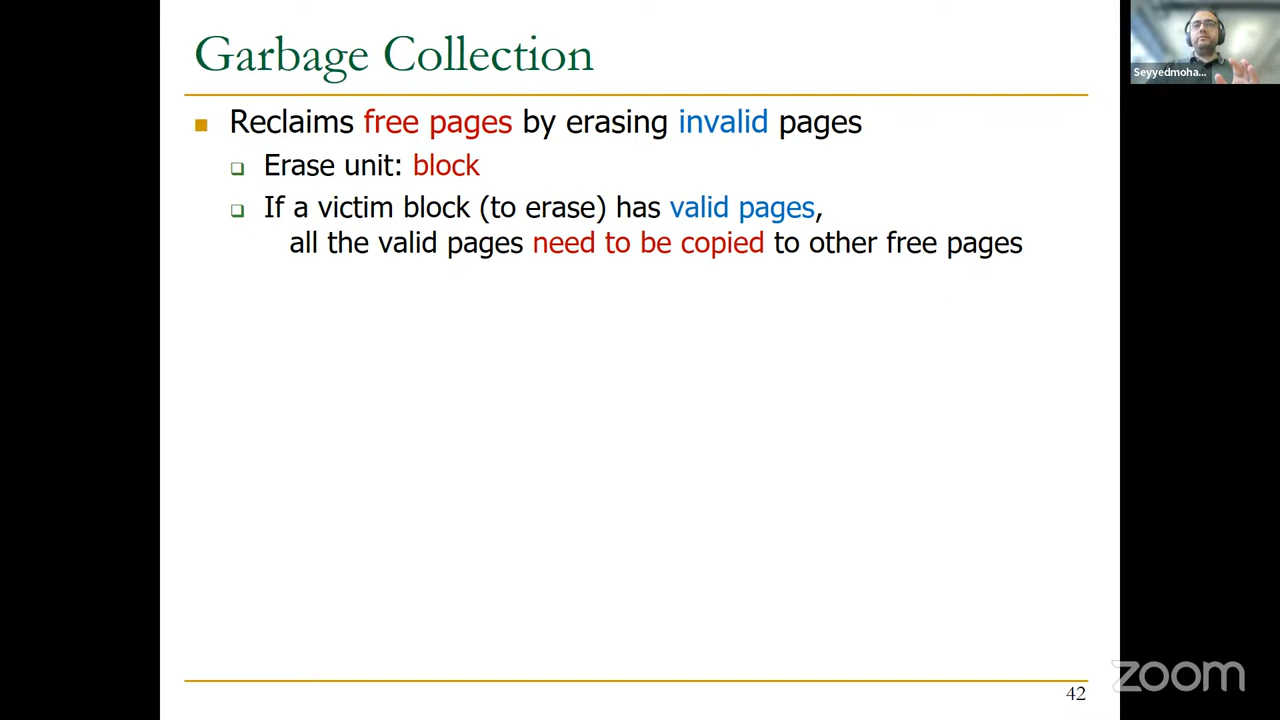 Garbage Collection
Seyyedmoha...
Reclaims free pages by erasing invalid pages
Erase unit: block
If a victim block (to erase) has valid pages,
all the valid pages need to be copied to other free pages
zoom
42